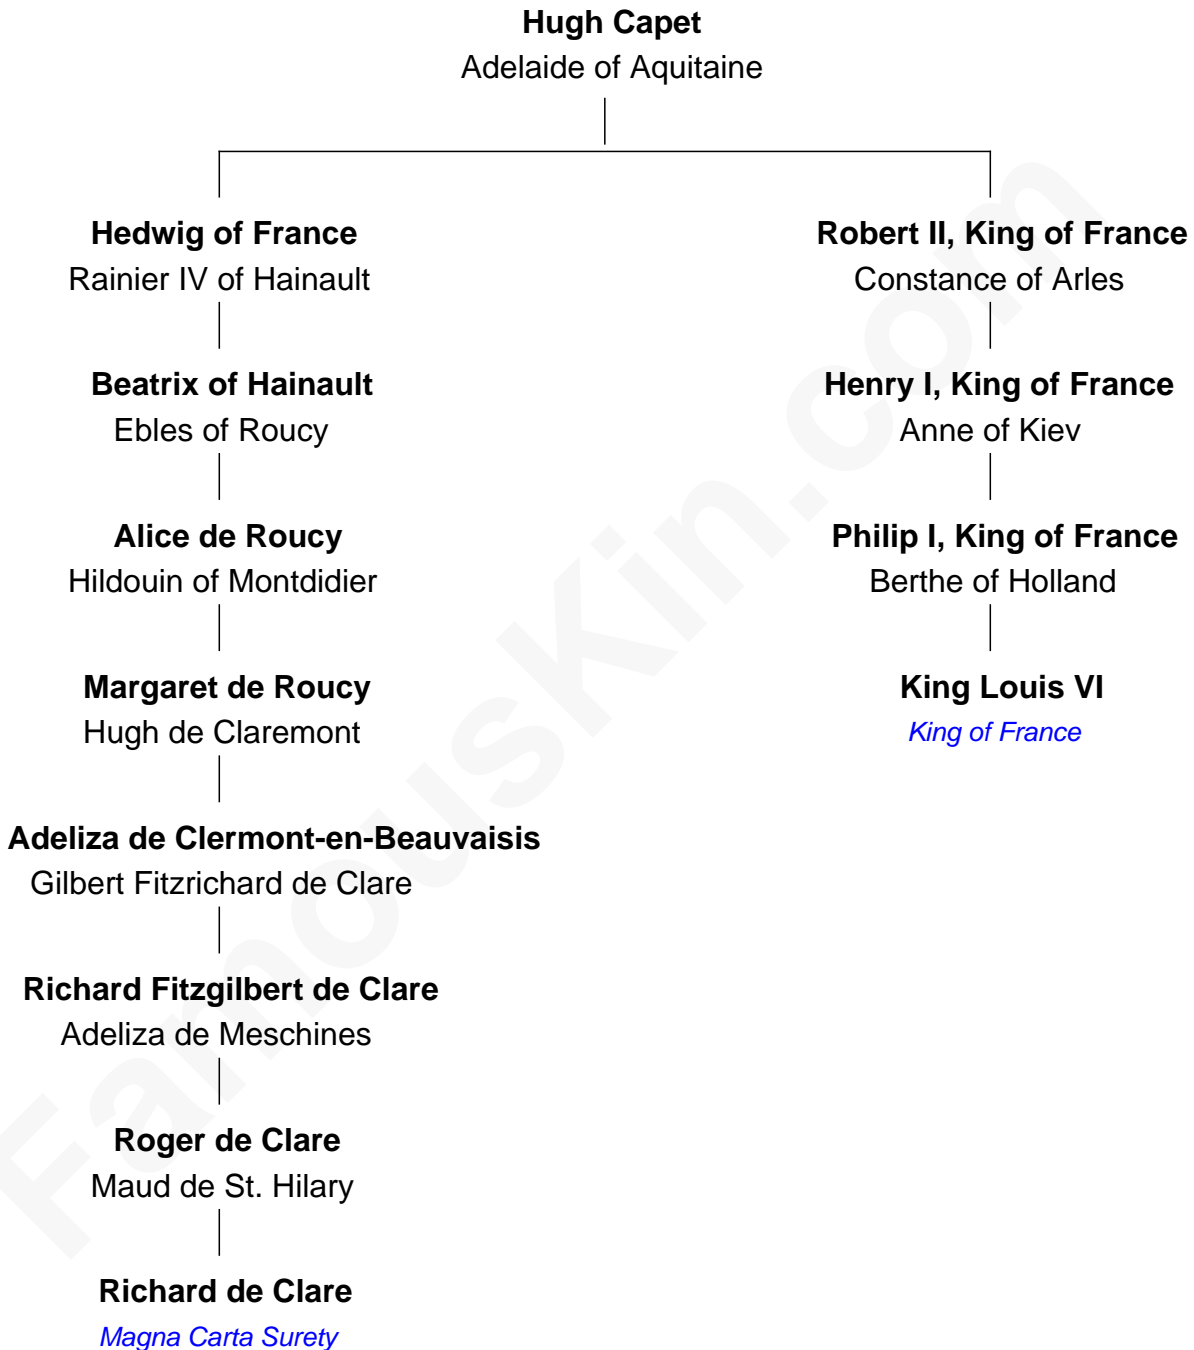 Hugh Capet
Adelaide of Aquitaine
Hedwig of France
Rainier IV of Hainault
Robert II, King of France
Constance of Arles
Beatrix of Hainault
Ebles of Roucy
Henry I, King of France
Anne of Kiev
Alice de Roucy
Hildouin of Montdidier
Philip I, King of France
Berthe of Holland
Margaret de Roucy
Hugh de Claremont
King Louis VI
King of France
Adeliza de Clermont-en-Beauvaisis
Gilbert Fitzrichard de Clare
Richard Fitzgilbert de Clare
Adeliza de Meschines
Roger de Clare
Maud de St. Hilary
Richard de Clare
Magna Carta Surety
FamousKin.com